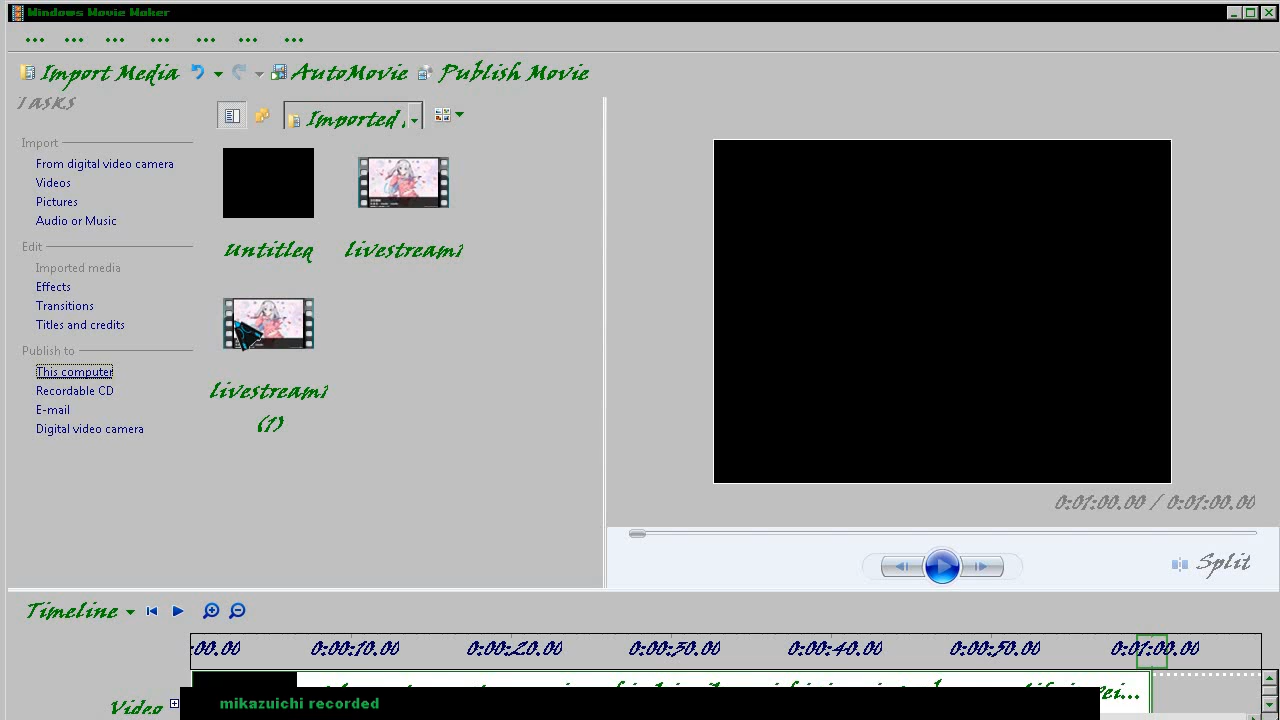 Windows Movie Maker
... ... ... ... ... ... ...
Import Media AutoMovie Publish Movie
Tasks
Imported
Import
From digital video camera
Videos
Pictures
Audio or Music
Edit
Imported media
Effects
Transitions
Titles and credits
Publish to
This computer
Recordable CD
E-mail
Digital video camera
Untitled
livestream1
livestream1
(1)
0:01:00.00 / 0:01:00.00
Split
Timeline
:00.00 0:00:10.00 0:00:20.00 0:00:30.00 0:00:40.00 0:00:50.00 0:01:00.00
Video
mikazuichi recorded